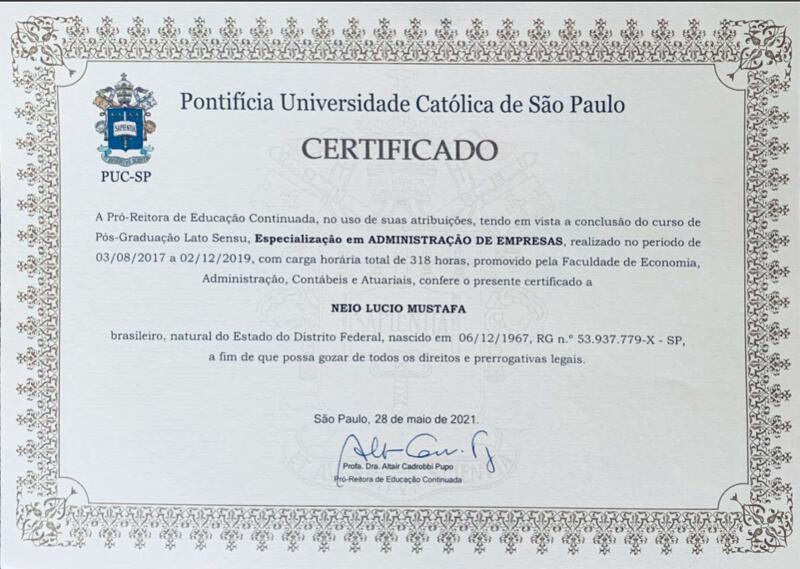 Pontifícia Universidade Católica de São Paulo
CERTIFICADO
SAPIENTIA
PUC-SP
A Pró-Reitora de Educação Continuada, no uso de suas atribuições, tendo em vista a conclusão do curso de
Pós-Graduação Lato Sensu, Especialização em ADMINISTRAÇÃO DE EMPRESAS, realizado no período de
03/08/2017 a 02/12/2019, com carga horária total de 318 horas, promovido pela Faculdade de Economia,
Administração, Contábeis e Atuariais, confere o presente certificado a
NEIO LUCIO MUSTAFA
brasileiro, natural do Estado do Distrito Federal, nascido em 06/12/1967, RG n.° 53.937.779-X - SP,
a fim de que possa gozar de todos os direitos e prerrogativas legais.
São Paulo, 28 de maio de 2021.
Profa. Dra. Altair Cadrobbi Pupo
Pró-Reitora de Educação Continuada